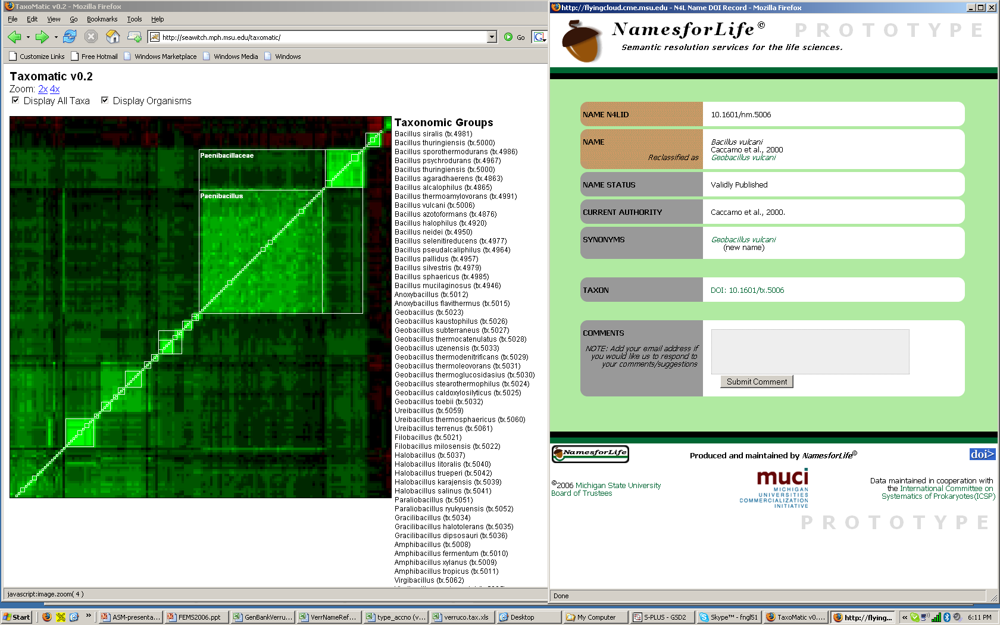 TaxoMatic v0.2 - Mozilla Firefox
File Edit View Go Bookmarks Tools Help
http://seawitch.mph.msu.edu/taxomatic/
Go
G
Customize Links Free Hotmail Windows Marketplace Windows Media Windows
Taxomatic v0.2
Zoom: 2x 4x
Display All Taxa Display Organisms
Paenibacillaceae
Paenibacillus
Taxonomic Groups
Bacillus siralis (tx.4981)
Bacillus thuringiensis (tx.5000)
Bacillus sporothermodurans (tx.4986)
Bacillus psychrodurans (tx.4967)
Bacillus thuringiensis (tx.5000)
Bacillus agaradhaerens (tx.4863)
Bacillus alcalophilus (tx.4865)
Bacillus thermoamylovorans (tx.4991)
Bacillus vulcani (tx.5006)
Bacillus azotoformans (tx.4876)
Bacillus halophilus (tx.4920)
Bacillus neidei (tx.4950)
Bacillus selenitireducens (tx.4977)
Bacillus pseudalcaliphilus (tx.4964)
Bacillus pallidus (tx.4957)
Bacillus silvestris (tx.4979)
Bacillus sphaericus (tx.4985)
Bacillus mucilaginosus (tx.4946)
Anoxybacillus (tx.5012)
Anoxybacillus flavithermus (tx.5015)
Geobacillus (tx.5023)
Geobacillus kaustophilus (tx.5026)
Geobacillus subterraneus (tx.5027)
Geobacillus thermocatenulatus (tx.5028)
Geobacillus uzenensis (tx.5033)
Geobacillus thermodenitrificans (tx.5029)
Geobacillus thermoleovorans (tx.5031)
Geobacillus thermoglucosidasius (tx.5030)
Geobacillus stearothermophilus (tx.5024)
Geobacillus caldoxylosilyticus (tx.5025)
Geobacillus toebii (tx.5032)
Ureibacillus (tx.5059)
Ureibacillus thermosphaericus (tx.5060)
Ureibacillus terrenus (tx.5061)
Filobacillus (tx.5021)
Filobacillus milosensis (tx.5022)
Halobacillus (tx.5037)
Halobacillus litoralis (tx.5040)
Halobacillus trueperi (tx.5042)
Halobacillus karajensis (tx.5039)
Halobacillus salinus (tx.5041)
Paraliobacillus (tx.5051)
Paraliobacillus ryukyuensis (tx.5052)
Gracilibacillus (tx.5034)
Gracilibacillus halotolerans (tx.5035)
Gracilibacillus dipsosauri (tx.5036)
Amphibacillus (tx.5008)
Amphibacillus fermentum (tx.5010)
Amphibacillus xylanus (tx.5009)
Amphibacillus tropicus (tx.5011)
Virgibacillus (tx.5062)
javascript:image.zoom( 4 )
http://flyingcloud.cme.msu.edu - N4L Name DOI Record - Mozilla Firefox
NamesforLife© PROTOTYPE
Semantic resolution services for the life sciences.
NAME N4LID 10.1601/nm.5006
NAME Bacillus vulcani
Caccamo et al., 2000
Reclassified as Geobacillus vulcani
NAME STATUS Validly Published
CURRENT AUTHORITY Caccamo et al., 2000.
SYNONYMS Geobacillus vulcani
(new name)
TAXON DOI: 10.1601/tx.5006
COMMENTS
NOTE: Add your email address if
you would like us to respond to
your comments/suggestions
Submit Comment
NamesforLife
Produced and maintained by NamesforLife©
doi>
©2006 Michigan State University
Board of Trustees
muci
MICHIGAN
UNIVERSITIES
COMMERCIALIZATION
INITIATIVE
Data maintained in cooperation with
the International Committee on
Systematics of Prokaryotes(ICSP)
PROTOTYPE
Done
Start » ASM-presenta... FEMS2006.ppt GenBankVerru... VerrNameRef... type_accno (v... verruco.tax.xls Desktop My Computer S-PLUS - GSD2 Skype™ - fngl51 TaxoMatic v0.... http://flying... « 6:11 PM